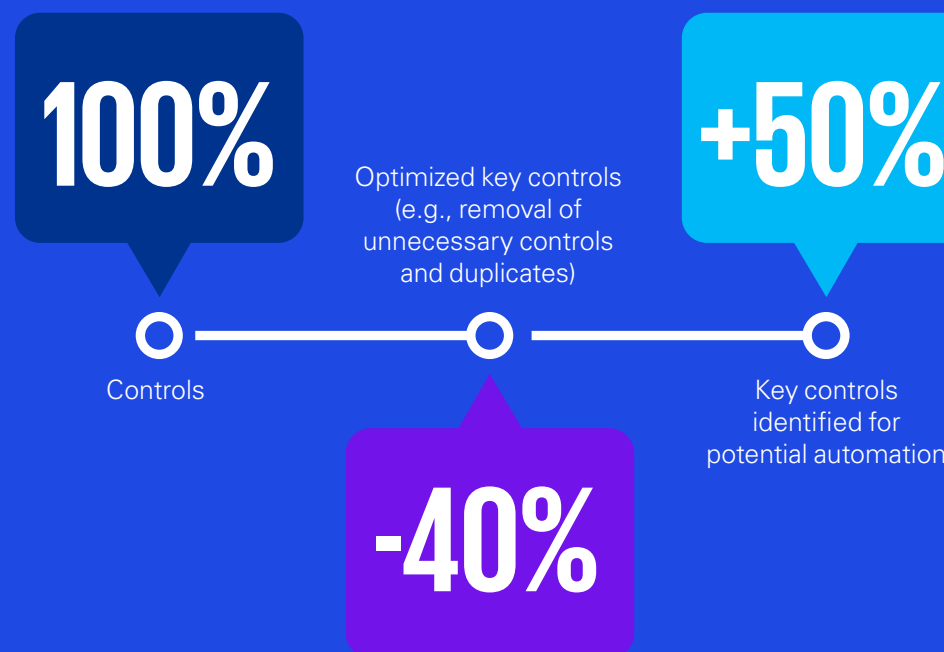 100%
Controls
Optimized key controls
(e.g., removal of
unnecessary controls
and duplicates)
-40%
+50%
Key controls
identified for
potential automation